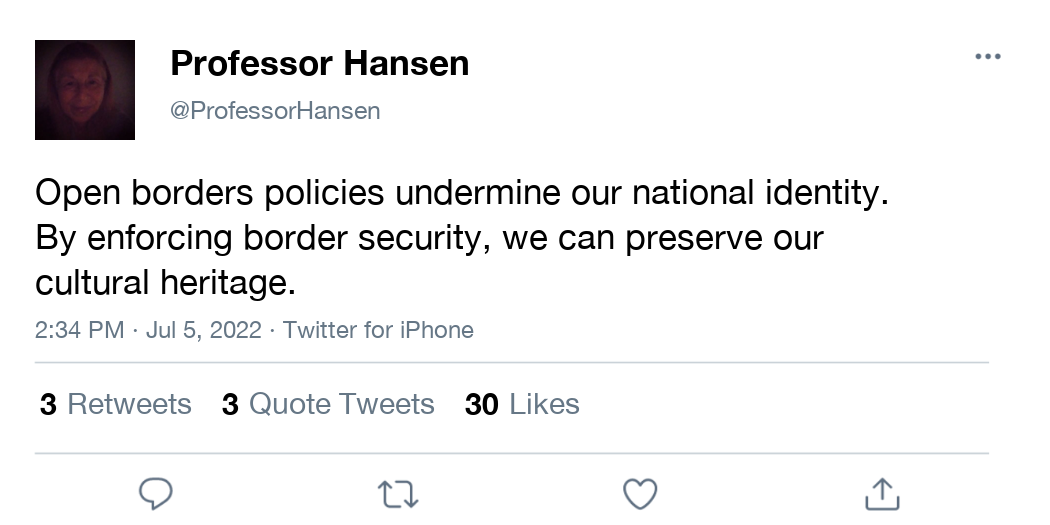 Professor Hansen
@ProfessorHansen
Open borders policies undermine our national identity.
By enforcing border security, we can preserve our
cultural heritage.
2:34 PM · Jul 5, 2022 · Twitter for iPhone
3 Retweets 3 Quote Tweets 30 Likes